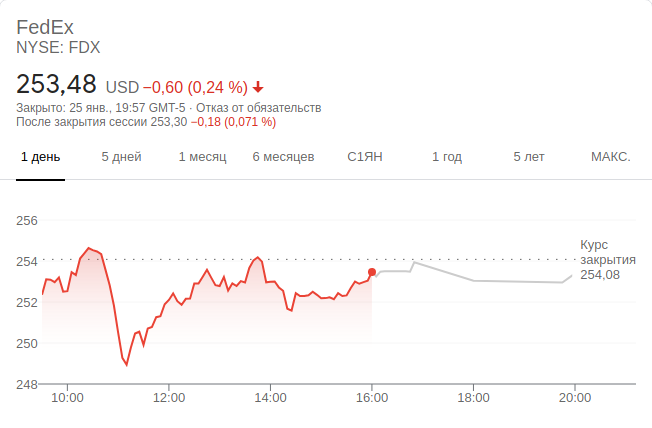 FedEx
NYSE: FDX
253,48 USD −0,60 (0,24 %)
Закрыто: 25 янв., 19:57 GMT-5 · Отказ от обязательств
После закрытия сессии 253,30 −0,18 (0,071 %)
1 день 5 дней 1 месяц 6 месяцев С1ЯН 1 год 5 лет МАКС.
256
254
252
250
248
Курс
закрытия
254,08
10:00 12:00 14:00 16:00 18:00 20:00